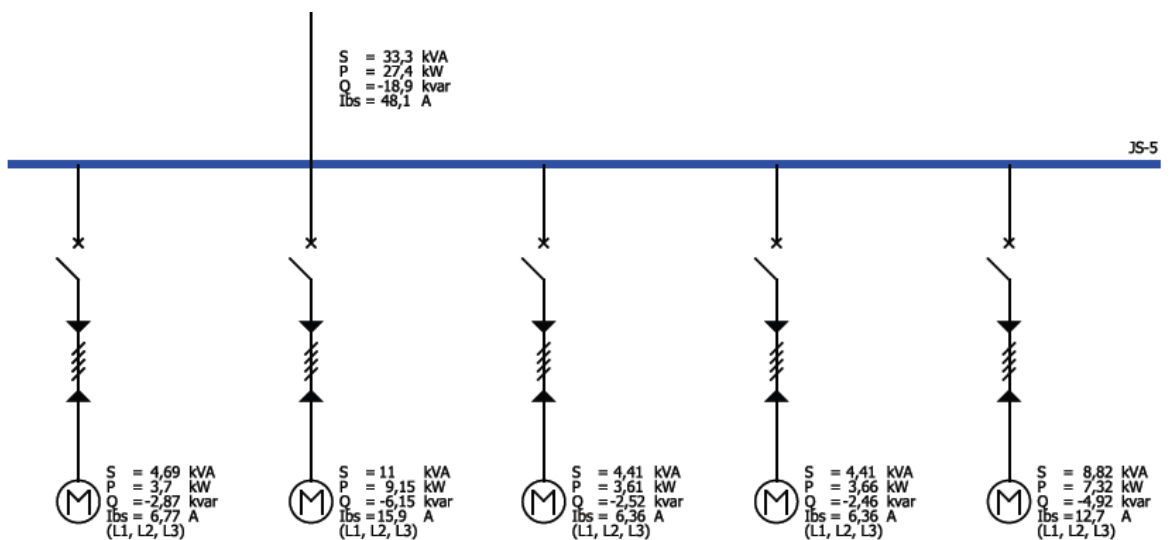 S = 33,3 kVA
P = 27,4 kW
Q =-18,9 kvar
Ibs = 48,1 A
JS-5
S = 4,69 kVA
P = 3,7 kW
Q =-2,87 kvar
Ibs = 6,77 A
(L1, L2, L3)
M
S = 11 kVA
P = 9,15 kW
Q =-6,15 kvar
Ibs =15,9 A
(L1, L2, L3)
M
S = 4,41 kVA
P = 3,61 kW
Q =-2,52 kvar
Ibs = 6,36 A
(L1, L2, L3)
M
S = 4,41 kVA
P = 3,66 kW
Q =-2,46 kvar
Ibs = 6,36 A
(L1, L2, L3)
M
S = 8,82 kVA
P = 7,32 kW
Q =-4,92 kvar
Ibs =12,7 A
(L1, L2, L3)
M